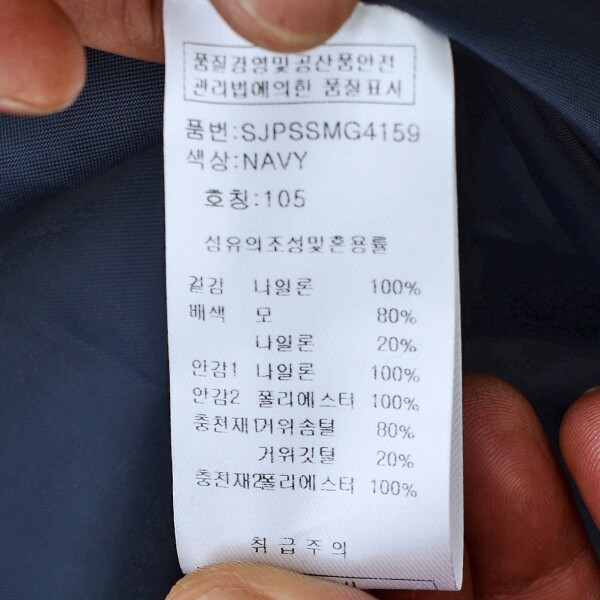 품질경영및공산품안전
관리법에의한 품질표시
품번:SJPSSMG4159
색상:NAVY
호칭:105
섬유의조성및혼용률
겉감 나일론 100%
배색 모 80%
나일론 20%
안감1 나일론 100%
안감2 폴리에스터 100%
충전재1거위솜털 80%
거위깃털 20%
충전재2폴리에스터 100%
취급주의